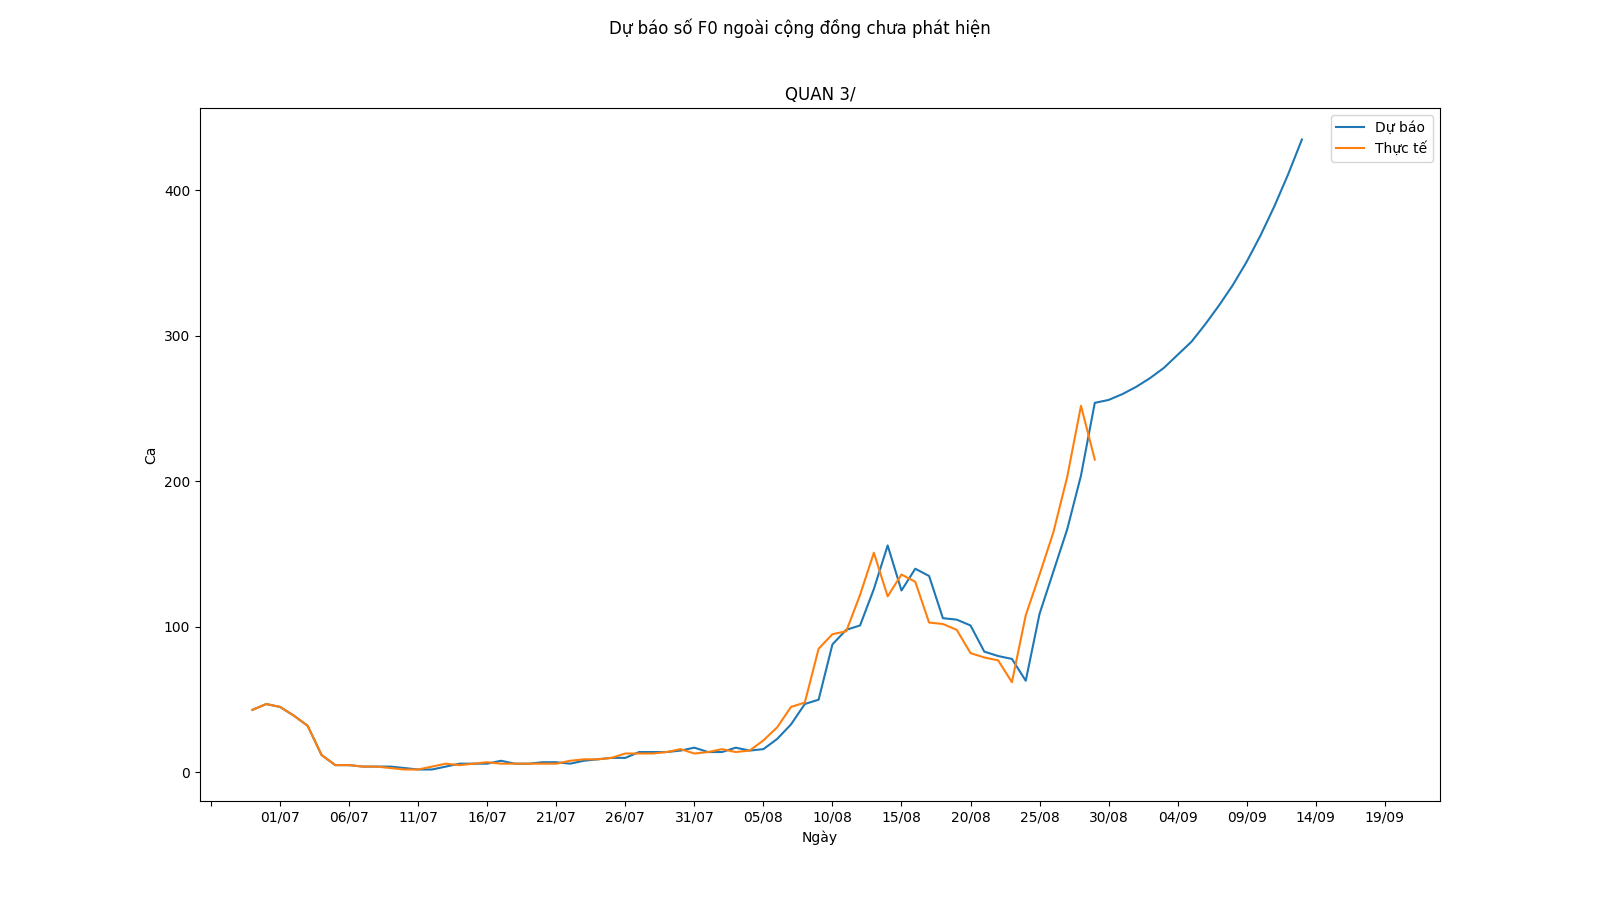 Dự báo số F0 ngoài cộng đồng chưa phát hiện
QUAN 3/
Dự báo
Thực tế
400
300
200
100
0
Ca
01/07 06/07 11/07 16/07 21/07 26/07 31/07 05/08 10/08 15/08 20/08 25/08 30/08 04/09 09/09 14/09 19/09
Ngày